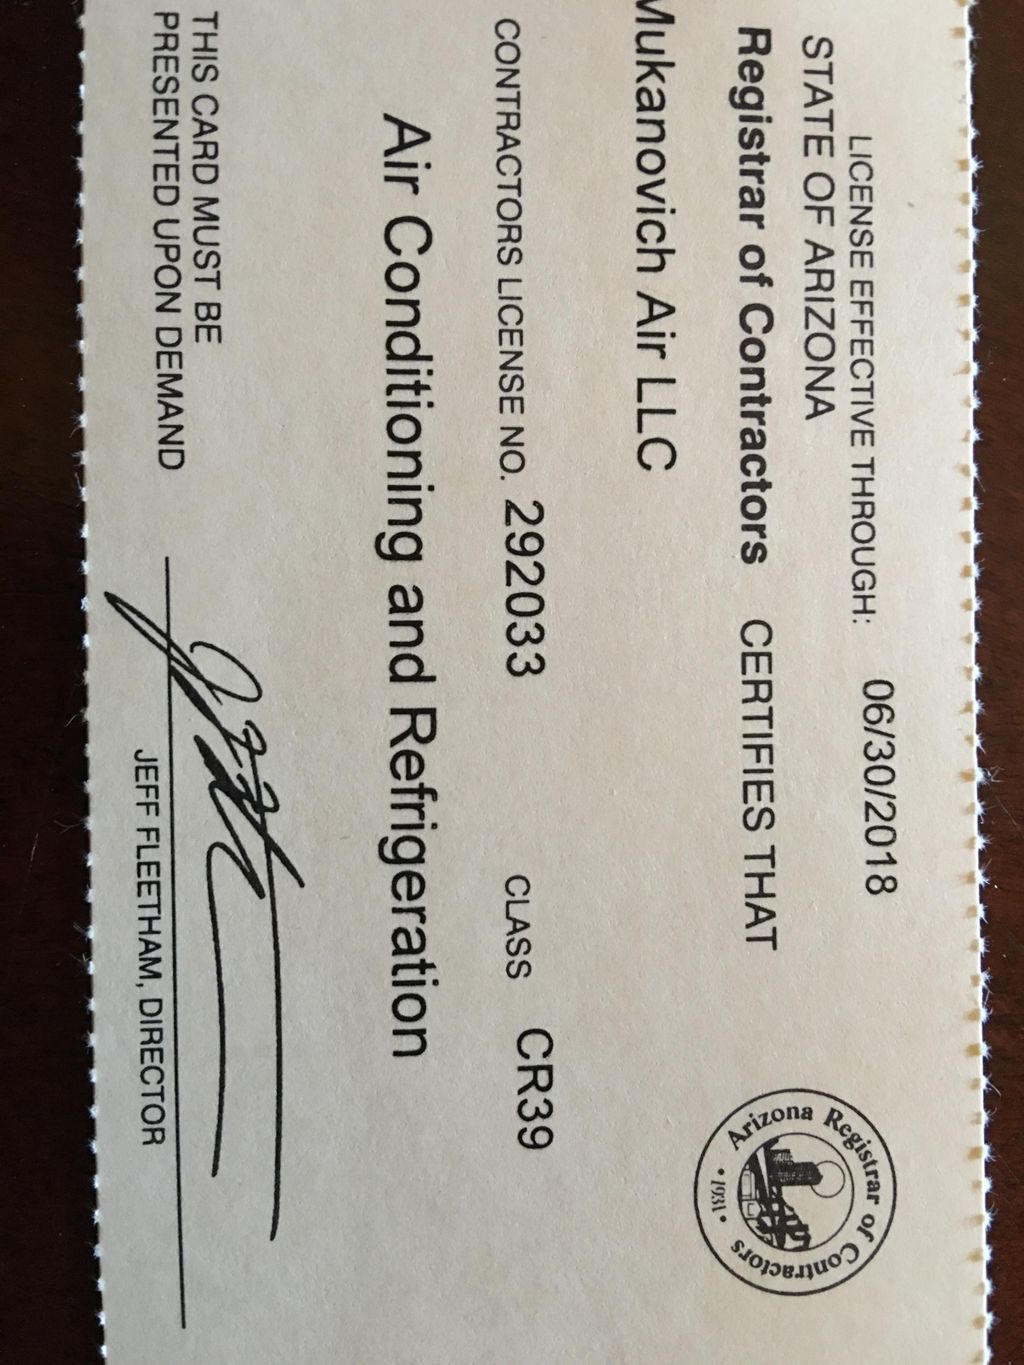 LICENSE EFFECTIVE THROUGH: 06/30/2018
STATE OF ARIZONA
Registrar of Contractors CERTIFIES THAT
Mukanovich Air LLC
CONTRACTORS LICENSE NO. 292033 CLASS CR39
Air Conditioning and Refrigeration
THIS CARD MUST BE
PRESENTED UPON DEMAND
JEFF FLEETHAM, DIRECTOR
Arizona Registrar of Contractors
• 1931 •